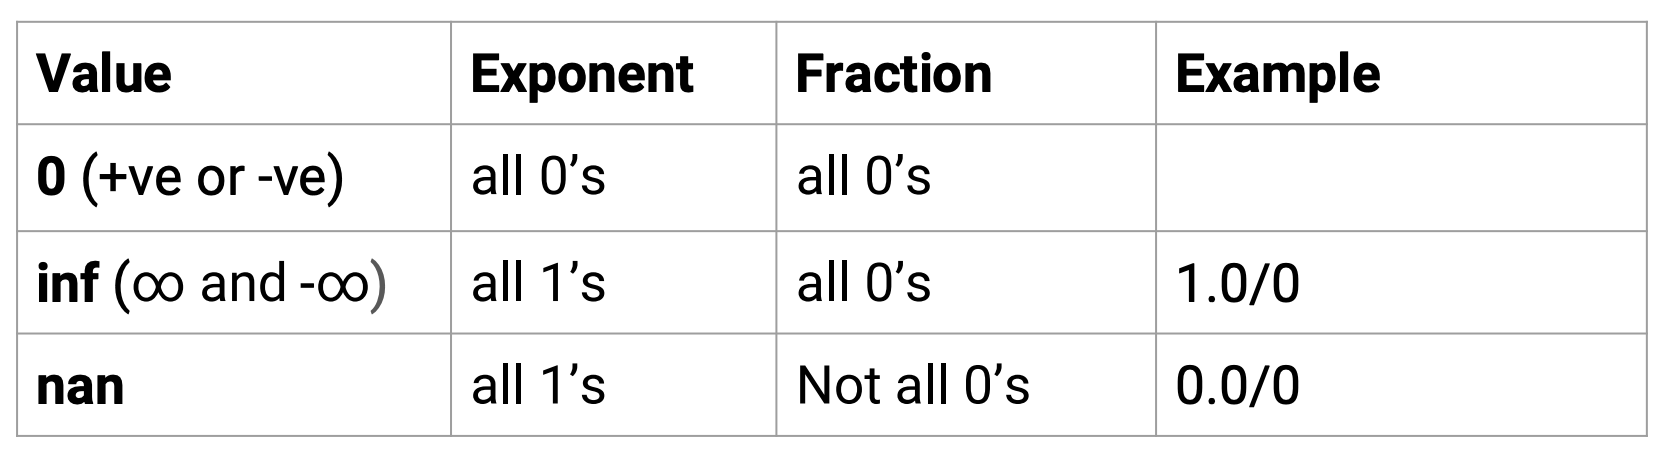 Value Exponent Fraction Example
0 (+ve or -ve) all 0’s all 0’s
inf (∞ and -∞) all 1’s all 0’s 1.0/0
nan all 1’s Not all 0’s 0.0/0